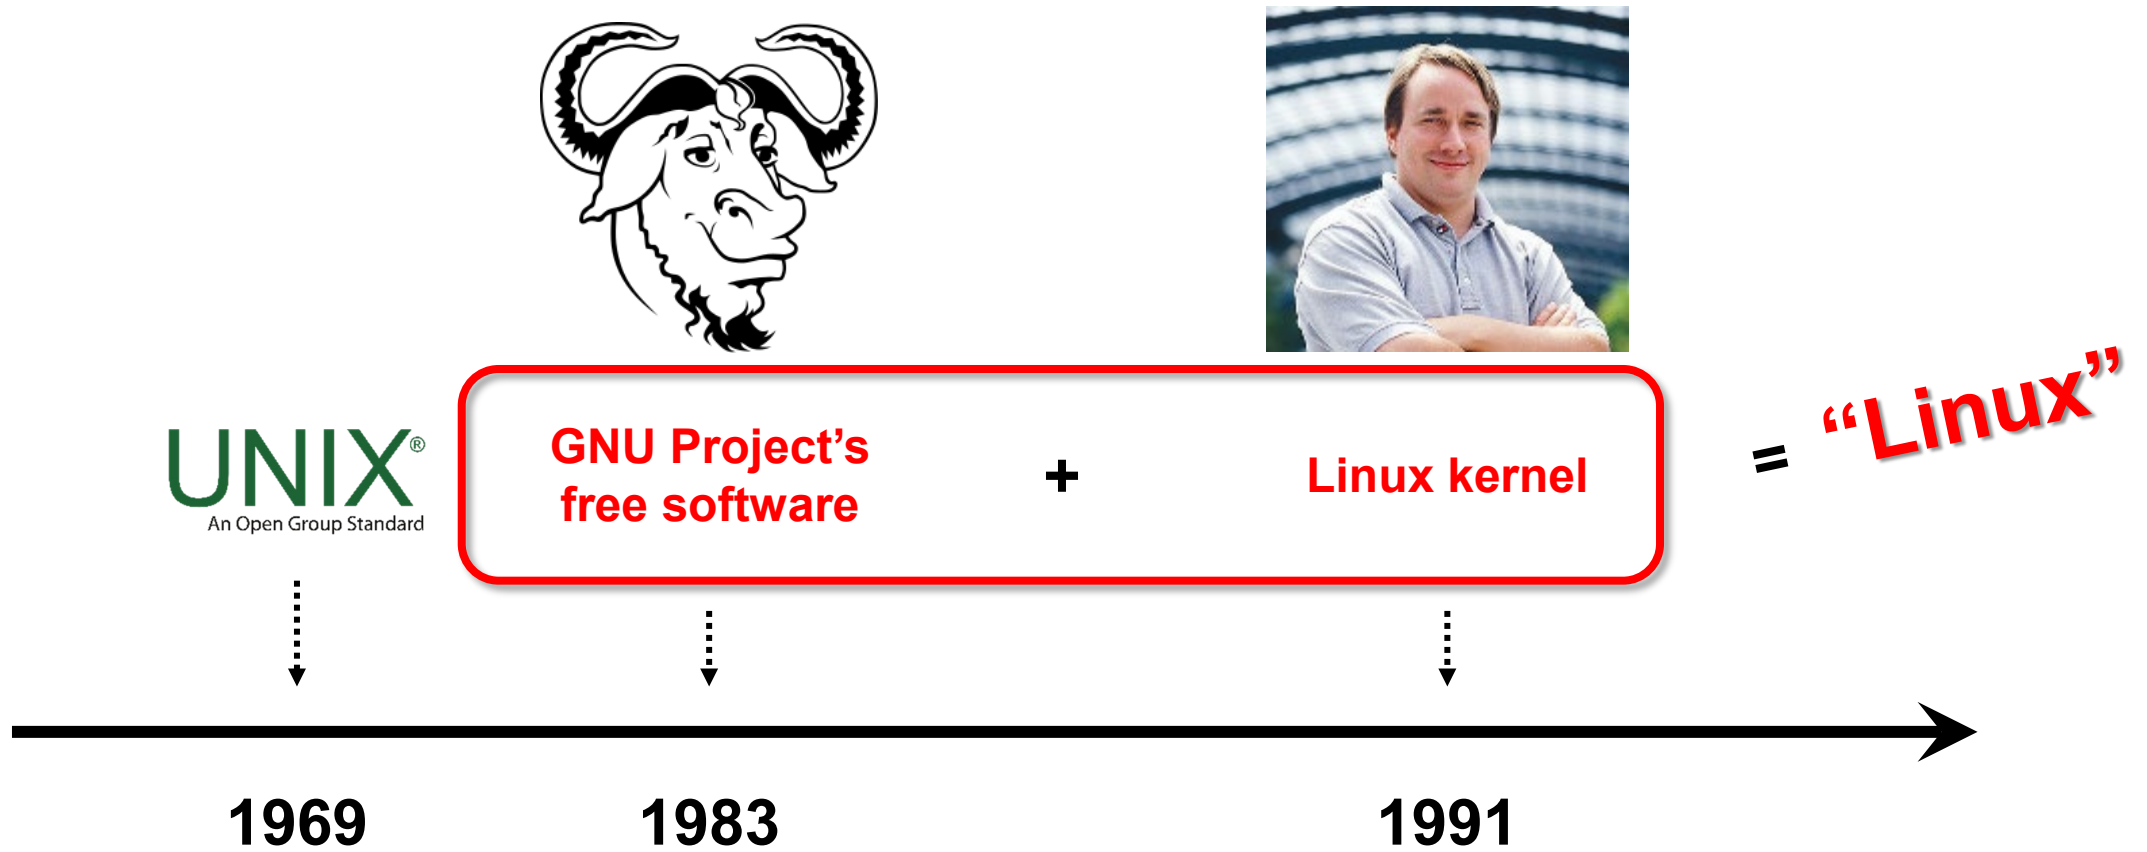 UNIX®
An Open Group Standard
GNU Project’s
free software
+
Linux kernel
= “Linux”
1969
1983
1991